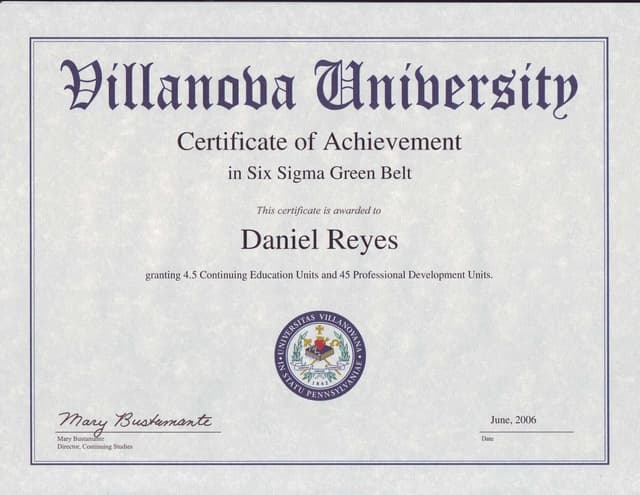 Villanova University
Certificate of Achievement
in Six Sigma Green Belt
This certificate is awarded to
Daniel Reyes
granting 4.5 Continuing Education Units and 45 Professional Development Units.
UNIVERSITAS VILLANOVANA
IN STATU PENNSYLVANIAE
1842
Mary Bustamante
Mary Bustamante
Director, Continuing Studies
June, 2006
Date